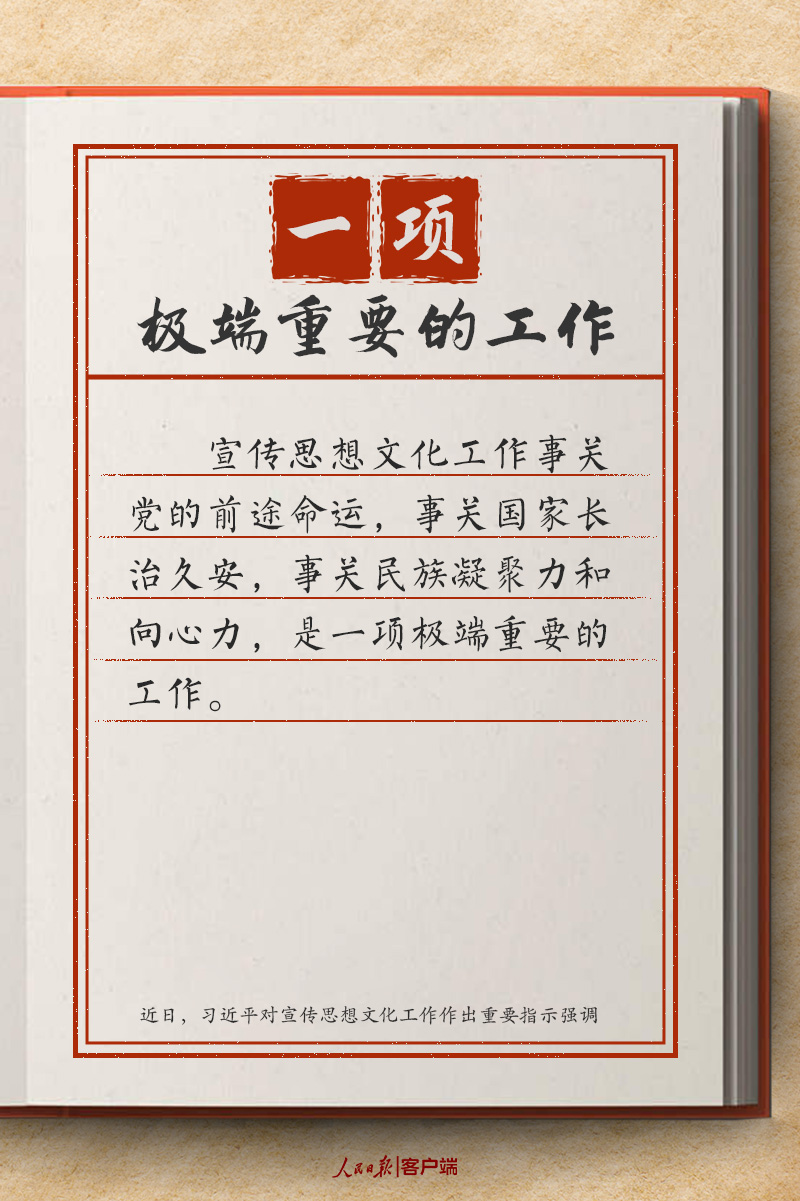 一项
极端重要的工作
宣传思想文化工作事关
党的前途命运，事关国家长
治久安，事关民族凝聚力和
向心力，是一项极端重要的
工作。
近日，习近平对宣传思想文化工作作出重要指示强调
人民日报|客户端